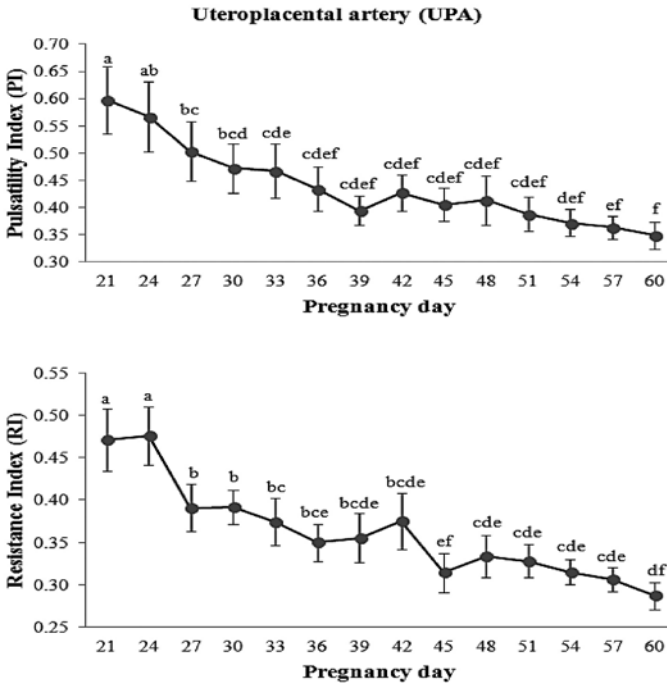 Uteroplacental artery (UPA)
Pulsatility Index (PI)
0.70
0.65
0.60
0.55
0.50
0.45
0.40
0.35
0.30
a ab bc bcd cde cdef cdef cdef cdef cdef cdef def ef f
21 24 27 30 33 36 39 42 45 48 51 54 57 60
Pregnancy day
Resistance Index (RI)
0.55
0.50
0.45
0.40
0.35
0.30
0.25
a a b b bc bce bcde bcde ef cde cde cde cde df
21 24 27 30 33 36 39 42 45 48 51 54 57 60
Pregnancy day